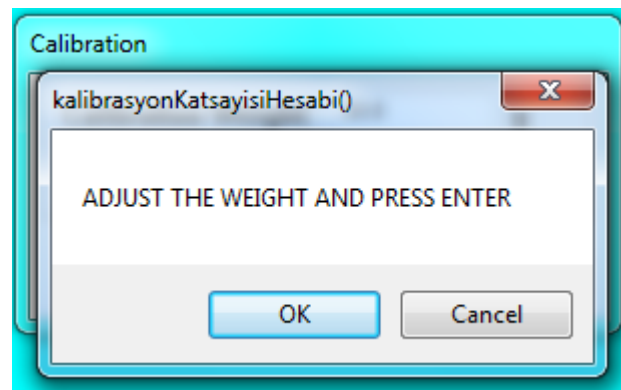 Calibration
kalibrasyonKatsayisiHesabi()
ADJUST THE WEIGHT AND PRESS ENTER
OK
Cancel